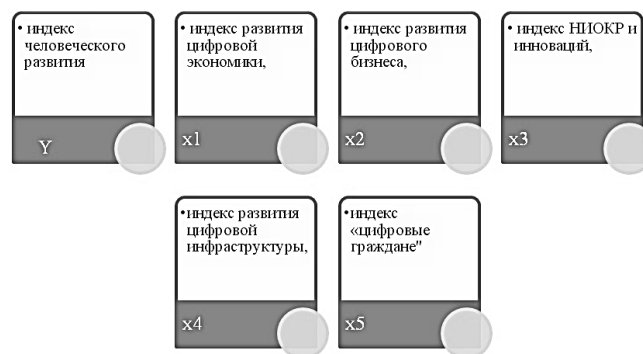 • индекс
человеческого
развития
Y
• индекс развития
цифровой
экономики,
x1
• индекс развития
цифрового
бизнеса,
x2
• индекс НИОКР и
инноваций,
x3
•индекс развития
цифровой
инфраструктуры,
x4
•индекс
«цифровые
граждане"
x5